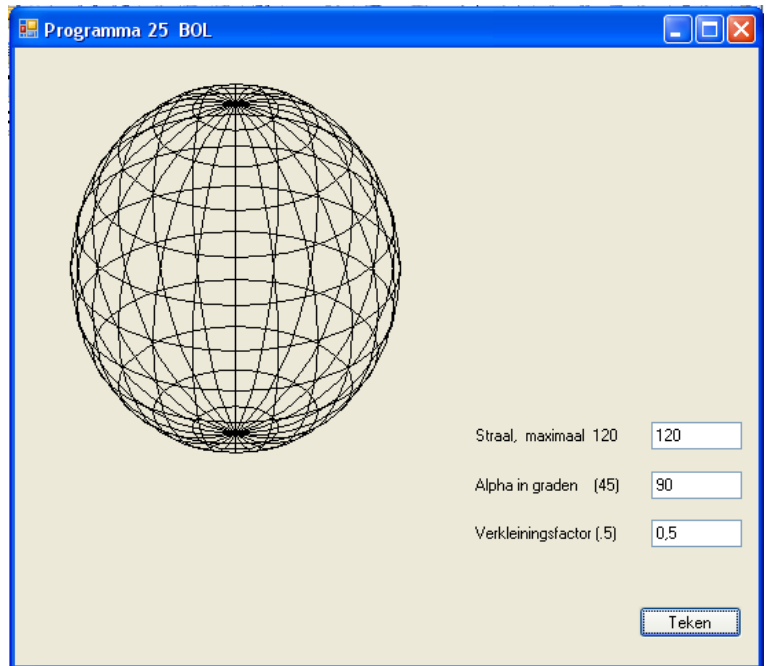 Programma 25 BOL
Straal, maximaal 120 120
Alpha in graden (45) 90
Verkleiningsfactor (.5) 0,5
Teken